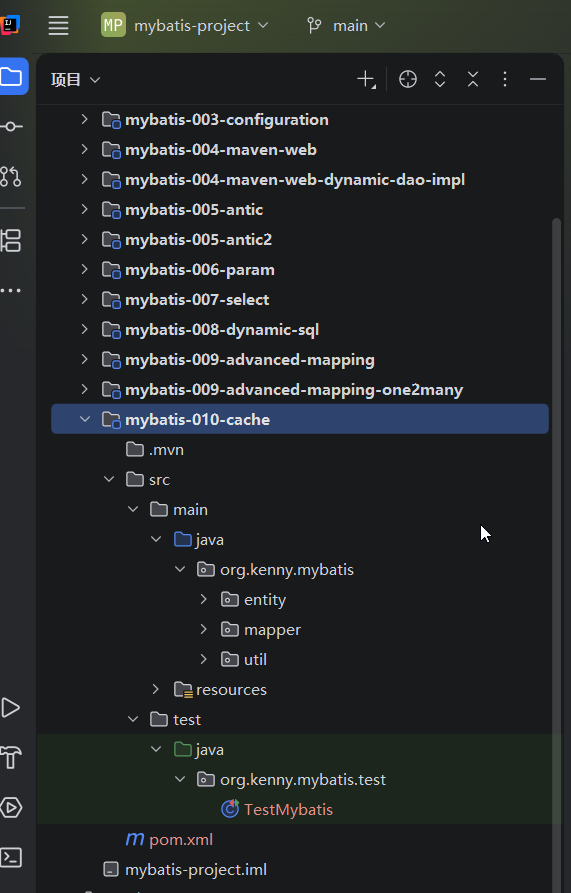 MP mybatis-project main
项目
mybatis-003-configuration
mybatis-004-maven-web
mybatis-004-maven-web-dynamic-dao-impl
mybatis-005-antic
mybatis-005-antic2
mybatis-006-param
mybatis-007-select
mybatis-008-dynamic-sql
mybatis-009-advanced-mapping
mybatis-009-advanced-mapping-one2many
mybatis-010-cache
.mvn
src
main
java
org.kenny.mybatis
entity
mapper
util
resources
test
java
org.kenny.mybatis.test
TestMybatis
pom.xml
mybatis-project.iml